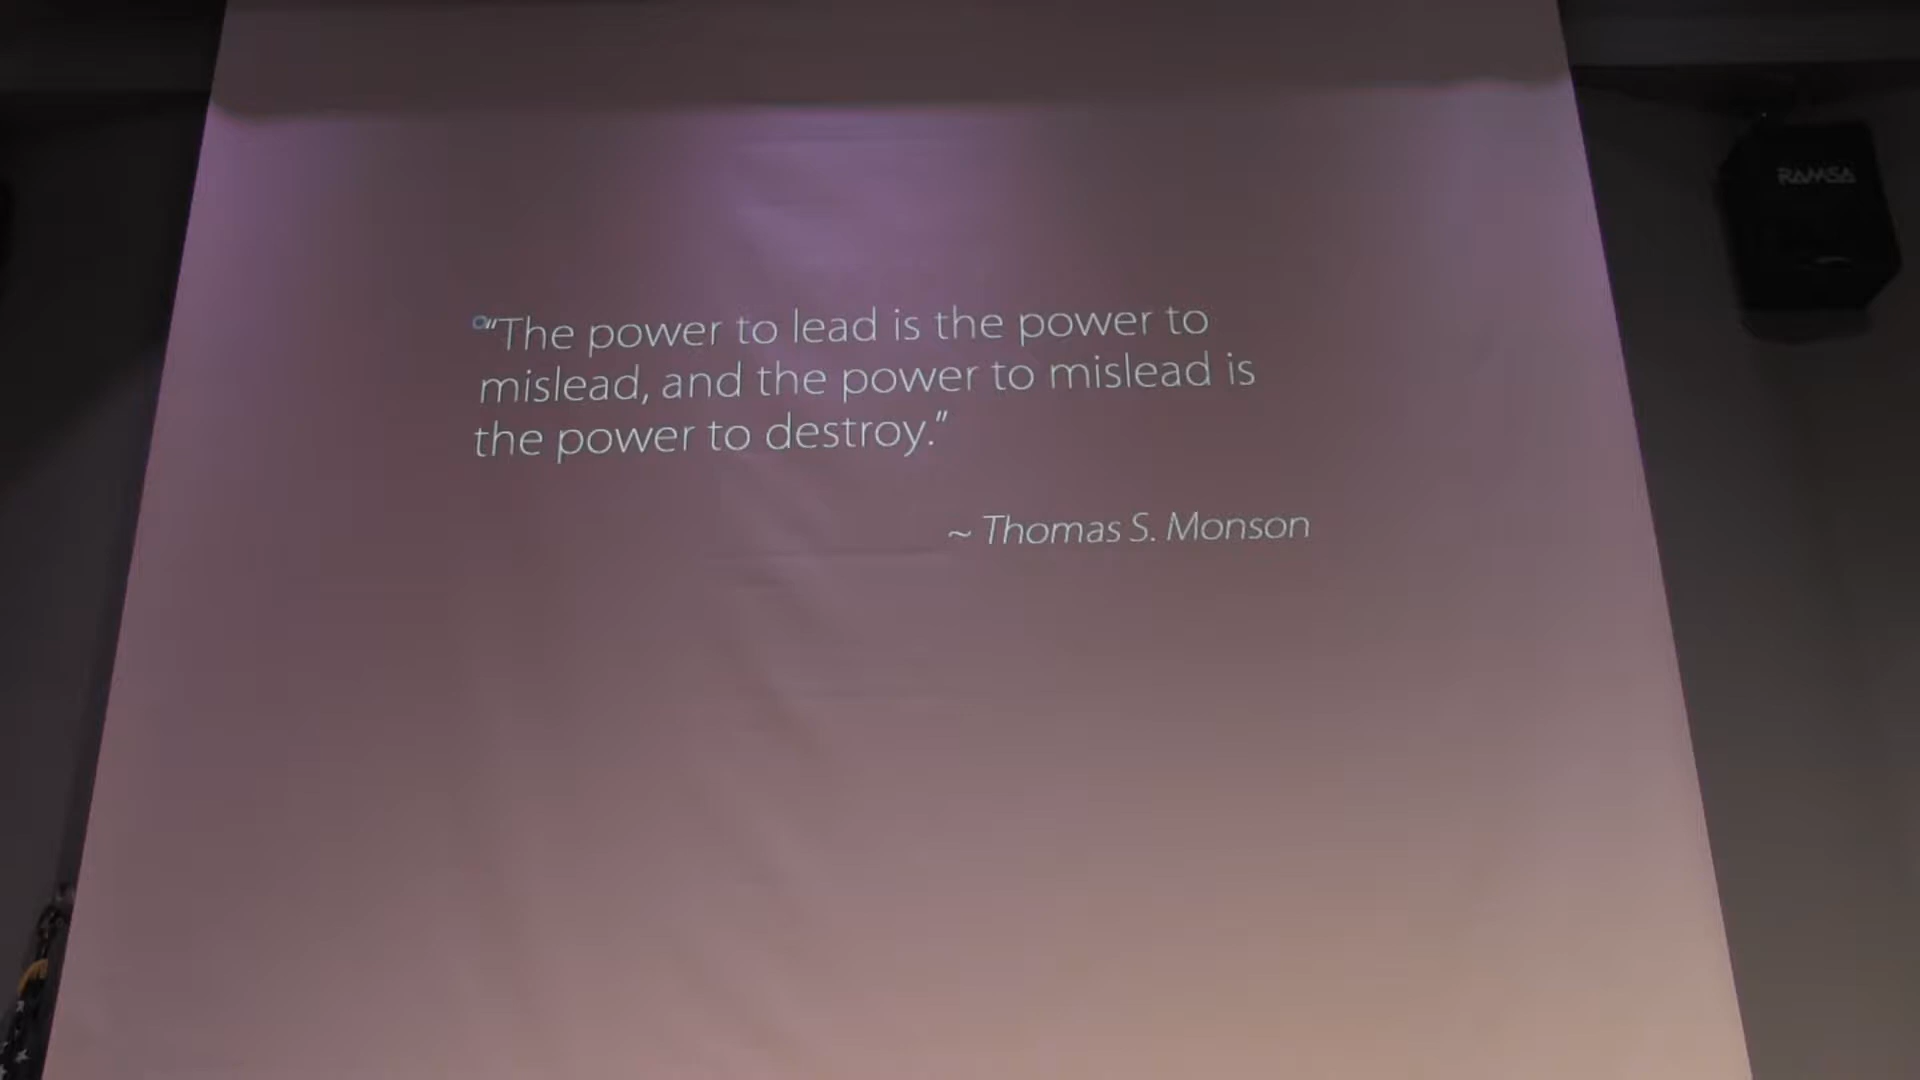 “The power to lead is the power to
mislead, and the power to mislead is
the power to destroy.”
~ Thomas S. Monson
RAMSA